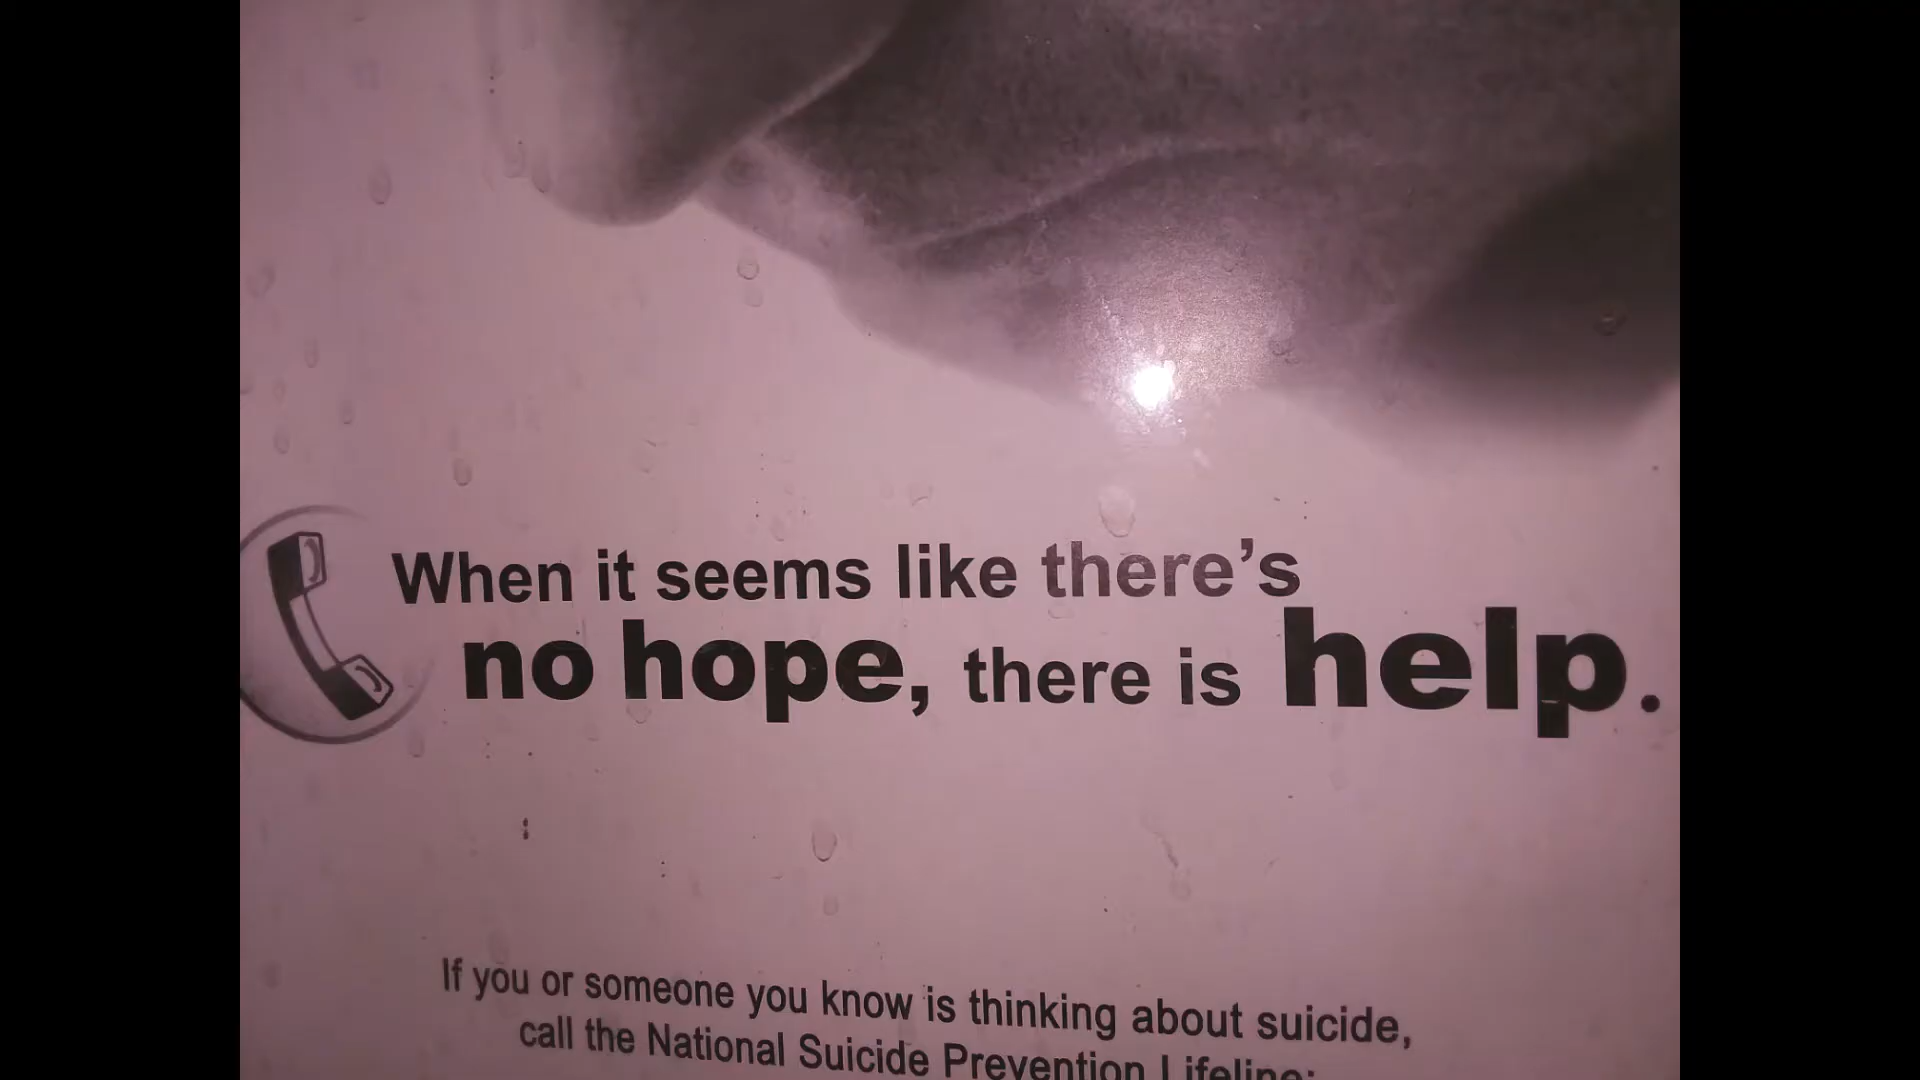 When it seems like there's
no hope, there is help.
If you or someone you know is thinking about suicide,
call the National Suicide Prevention Lifeline: